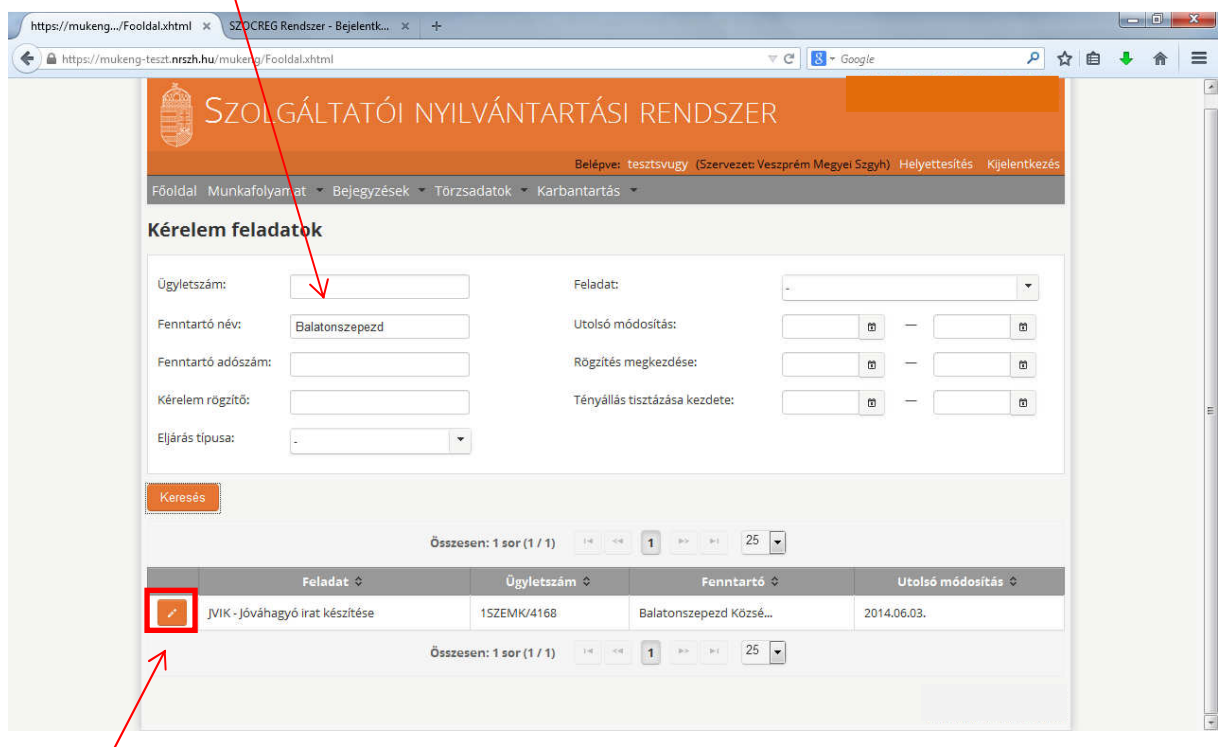 https://mukeng.../Fooldal.xhtml × SZOCREG Rendszer - Bejelentk... × +
https://mukeng-teszt.nrszh.hu/mukeng/Fooldal.xhtml 8 Google
SZOLGÁLTATÓI NYILVÁNTARTÁSI RENDSZER
Belépve: tesztsvugy (Szervezet: Veszprém Megyei Szgyh) Helyettesítés Kijelentkezés
Főoldal Munkafolyamat Bejegyzések Törzsadatok Karbantartás
Kérelem feladatok
Ügyletszám: Feladat: -
Fenntartó név: Balatonszepezd Utolsó módosítás: —
Fenntartó adószám: Rögzítés megkezdése: —
Kérelem rögzítő: Tényállás tisztázása kezdete: —
Eljárás típusa: -
Keresés
Összesen: 1 sor (1 / 1) 1 25
Feladat Ügyletszám Fenntartó Utolsó módosítás
JVIK - Jóváhagyó irat készítése 1SZEMK/4168 Balatonszepezd Közsé... 2014.06.03.
Összesen: 1 sor (1 / 1) 1 25